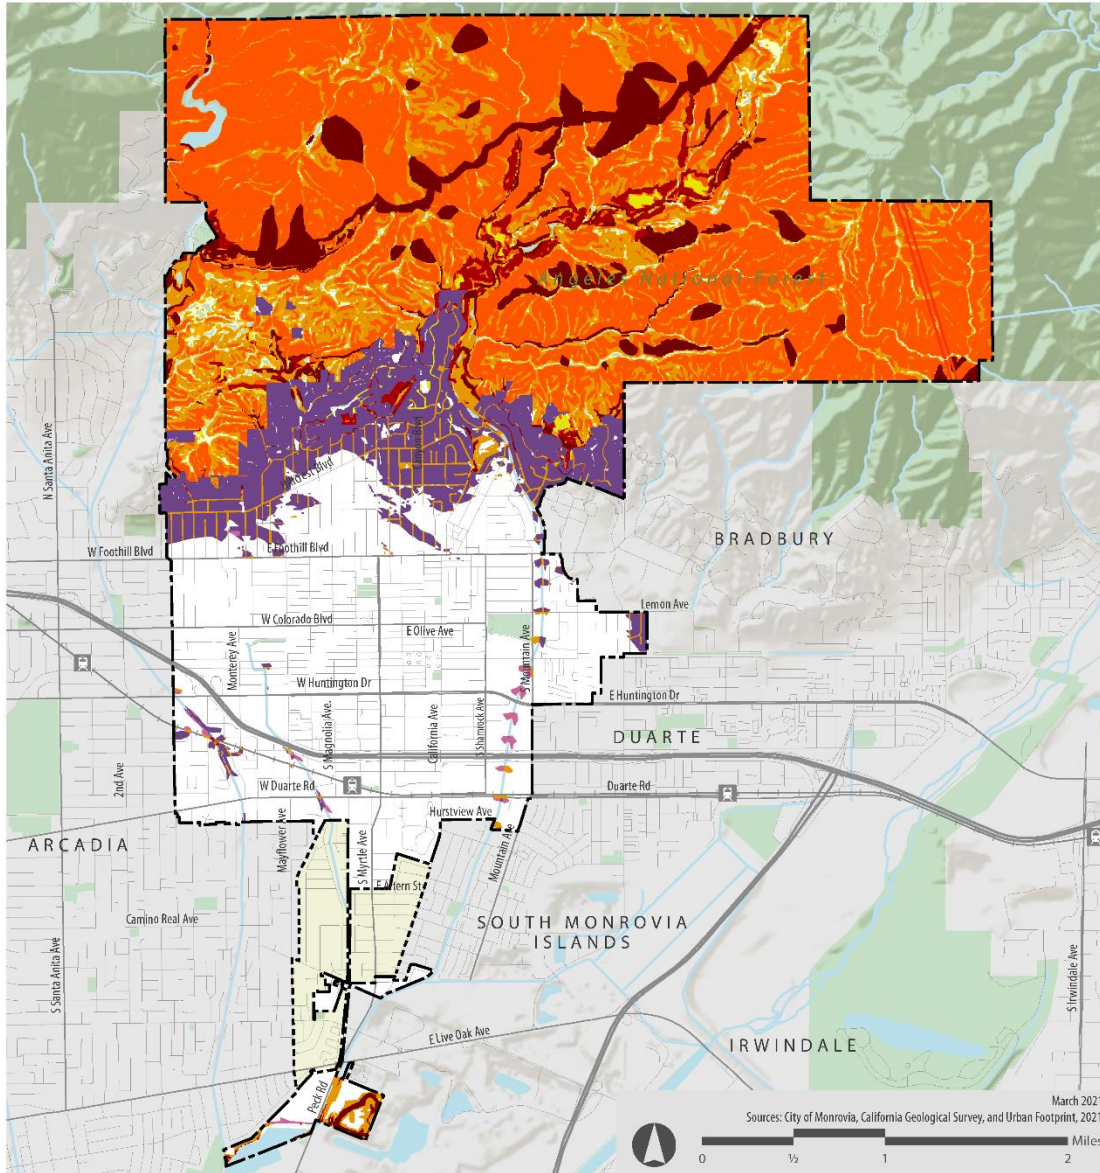 Angeles National Forest
N Santa Anita Ave
Hillcrest Blvd
W Foothill Blvd
E Foothill Blvd
BRADBURY
Lemon Ave
W Colorado Blvd
E Olive Ave
Monterey Ave
S Mountain Ave
W Huntington Dr
E Huntington Dr
S Magnolia Ave.
California Ave
S Shamrock Ave
DUARTE
2nd Ave
W Duarte Rd
Duarte Rd
Hurstview Ave
ARCADIA
Mayflower Ave
S Myrtle Ave
Mountain Ave
Camino Real Ave
SOUTH MONROVIA
ISLANDS
S Santa Anita Ave
S Irwindale Ave
E Live Oak Ave
IRWINDALE
Peck Rd
March 2021
Sources: City of Monrovia, California Geological Survey, and Urban Footprint, 2021
Miles
0 ½ 1 2